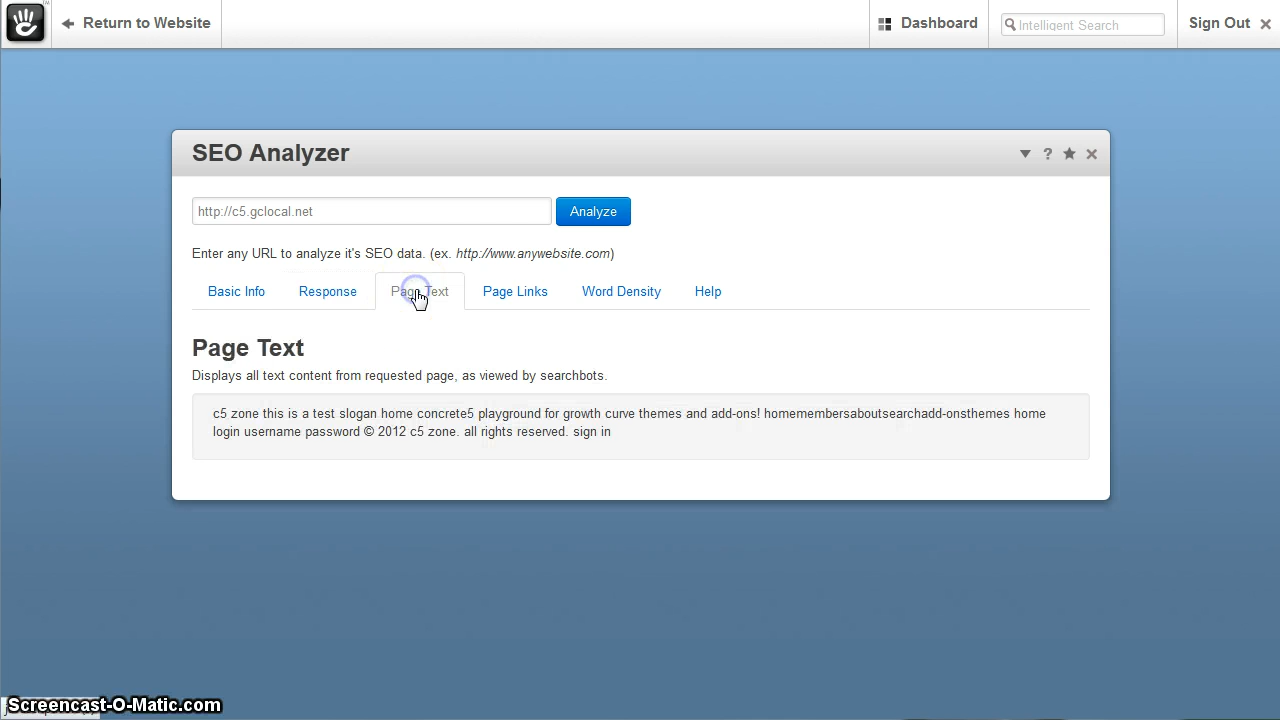 Return to Website
Dashboard
Intelligent Search
Sign Out
SEO Analyzer
?
http://c5.gclocal.net
Analyze
Enter any URL to analyze it's SEO data. (ex. http://www.anywebsite.com)
Basic Info
Response
Page Text
Page Links
Word Density
Help
Page Text
Displays all text content from requested page, as viewed by searchbots.
c5 zone this is a test slogan home concrete5 playground for growth curve themes and add-ons! homemembersaboutsearchadd-onsthemes home
login username password © 2012 c5 zone. all rights reserved. sign in
Screencast-O-Matic.com